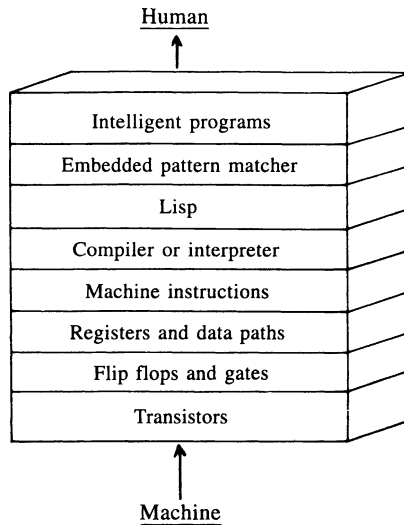 Human
Intelligent programs
Embedded pattern matcher
Lisp
Compiler or interpreter
Machine instructions
Registers and data paths
Flip flops and gates
Transistors
Machine